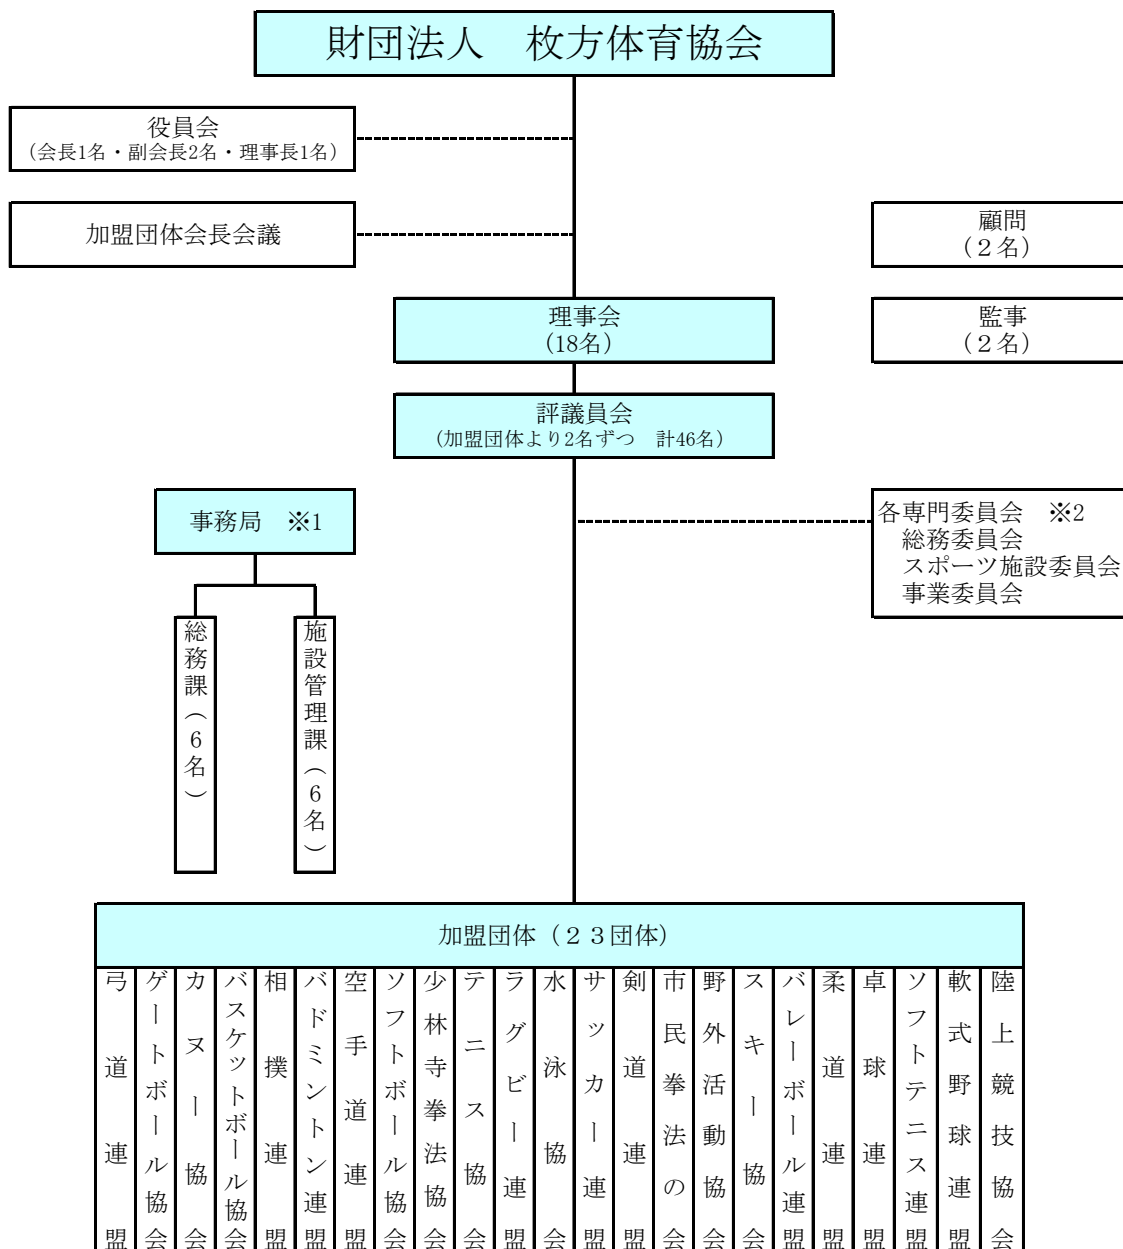 財団法人　枚方体育協会
役員会
（会長1名・副会長2名・理事長1名）
加盟団体会長会議
顧問
（２名）
理事会
（18名）
監事
（２名）
評議員会
（加盟団体より2名ずつ　計46名）
事務局　※1
各専門委員会　※2
総務委員会
スポーツ施設委員会
事業委員会
総務課（6名）
施設管理課（6名）
加盟団体（２３団体）
弓道連盟
ゲートボール協会
カヌー協会
バスケットボール協会
相撲連盟
バドミントン連盟
空手道連盟
ソフトボール協会
少林寺拳法協会
テニス協会
ラグビー連盟
水泳協会
サッカー連盟
剣道連盟
市民拳法の会
野外活動協会
スキー協会
バレーボール連盟
柔道連盟
卓球連盟
ソフトテニス連盟
軟式野球連盟
陸上競技協会